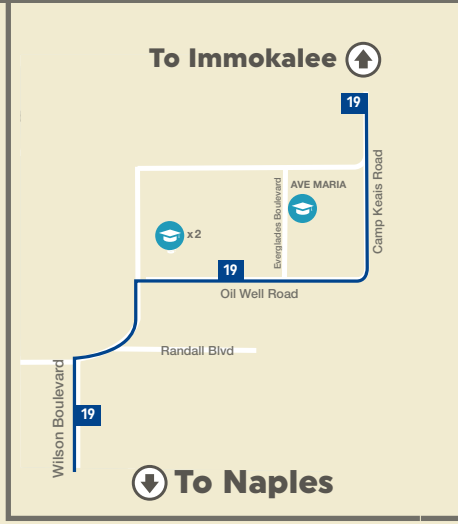 To Immokalee
19
Camp Keais Road
AVE MARIA
Everglades Boulevard
x 2
19
Oil Well Road
Randall Blvd
Wilson Boulevard
19
To Naples